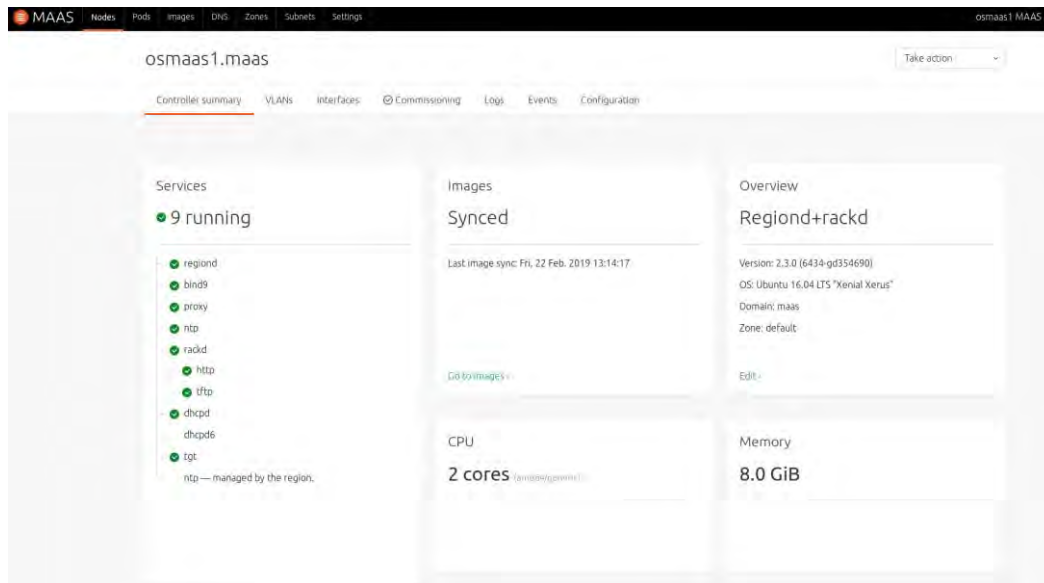 MAAS Nodes Pods Images DNS Zones Subnets Settings osmaas1 MAAS
osmaas1.maas
Take action
Controller summary VLANs Interfaces Commissioning Logs Events Configuration
Services
9 running
regiond
bind9
proxy
ntp
rackd
http
tftp
dhcpd
dhcpd6
tgt
ntp — managed by the region.
Images
Synced
Last image sync: Fri, 22 Feb. 2019 13:14:17
Go to images ›
Overview
Regiond+rackd
Version: 2.3.0 (6434-gd354690)
OS: Ubuntu 16.04 LTS "Xenial Xerus"
Domain: maas
Zone: default
Edit ›
CPU
2 cores
Memory
8.0 GiB